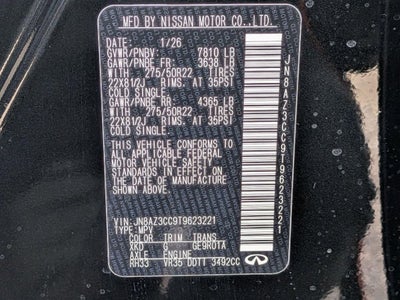 MFD BY NISSAN MOTOR CO.,LTD.
DATE: 1/26
GVWR/PNBV: 7810 LB
GAWR/PNBE FR: 3638 LB
WITH 275/50R22 TIRES
22X8½J RIMS, AT 35PSI
COLD SINGLE
GAWR/PNBE RR: 4365 LB
WITH 275/50R22 TIRES
22X8½J RIMS, AT 35PSI
COLD SINGLE
THIS VEHICLE CONFORMS TO
ALL APPLICABLE FEDERAL
MOTOR VEHICLE SAFETY
STANDARDS IN EFFECT ON
THE DATE OF MANUFACTURE
SHOWN ABOVE.
VIN: JN8AZ3CC9T9623221
TYPE: MPV
COLOR TRIM TRANS
XKD G GE9R01A
AXLE ENGINE
RH33 VR35 DDTT 3492CC
JN8AZ3CC9T9623221
INFINITI